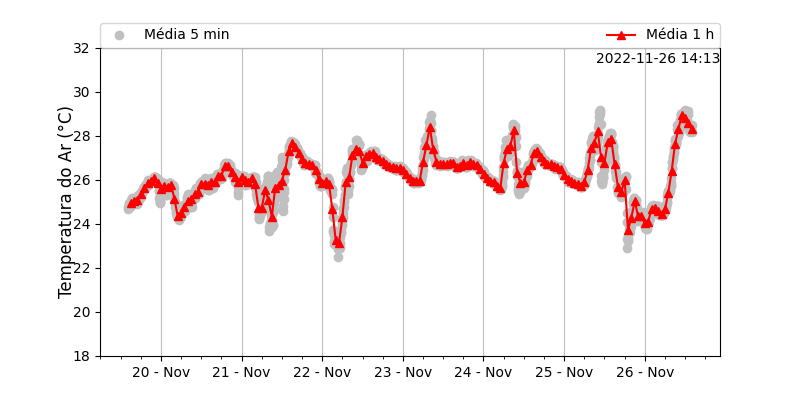 Média 5 min
Média 1 h
2022-11-26 14:13
Temperatura do Ar (°C)
32
30
28
26
24
22
20
18
20 - Nov
21 - Nov
22 - Nov
23 - Nov
24 - Nov
25 - Nov
26 - Nov